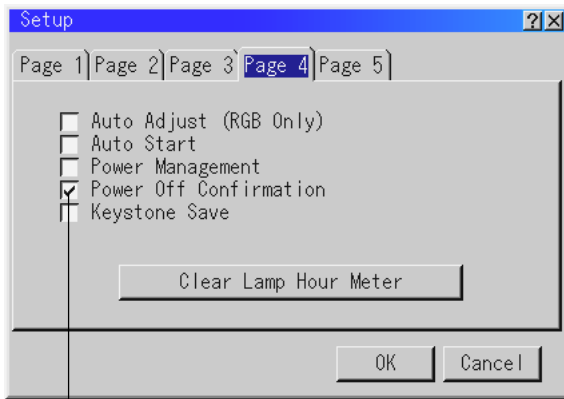 Setup
Page 1 Page 2 Page 3 Page 4 Page 5
Auto Adjust (RGB Only)
Auto Start
Power Management
Power Off Confirmation
Keystone Save
Clear Lamp Hour Meter
OK Cancel